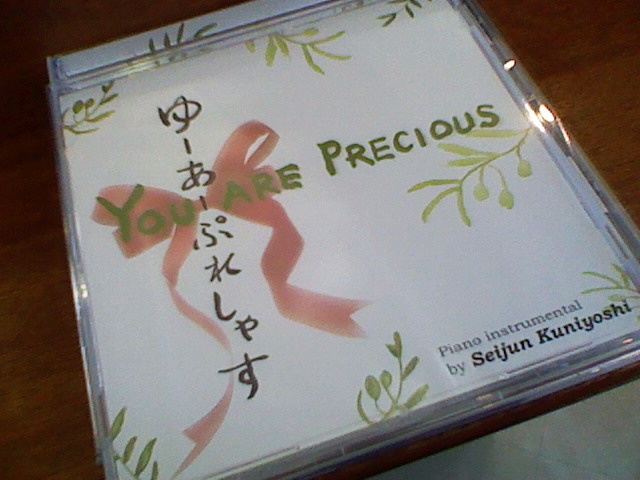 ゆーあーぷれしゃす
YOU ARE PRECIOUS
Piano instrumental
by Seijun Kuniyoshi